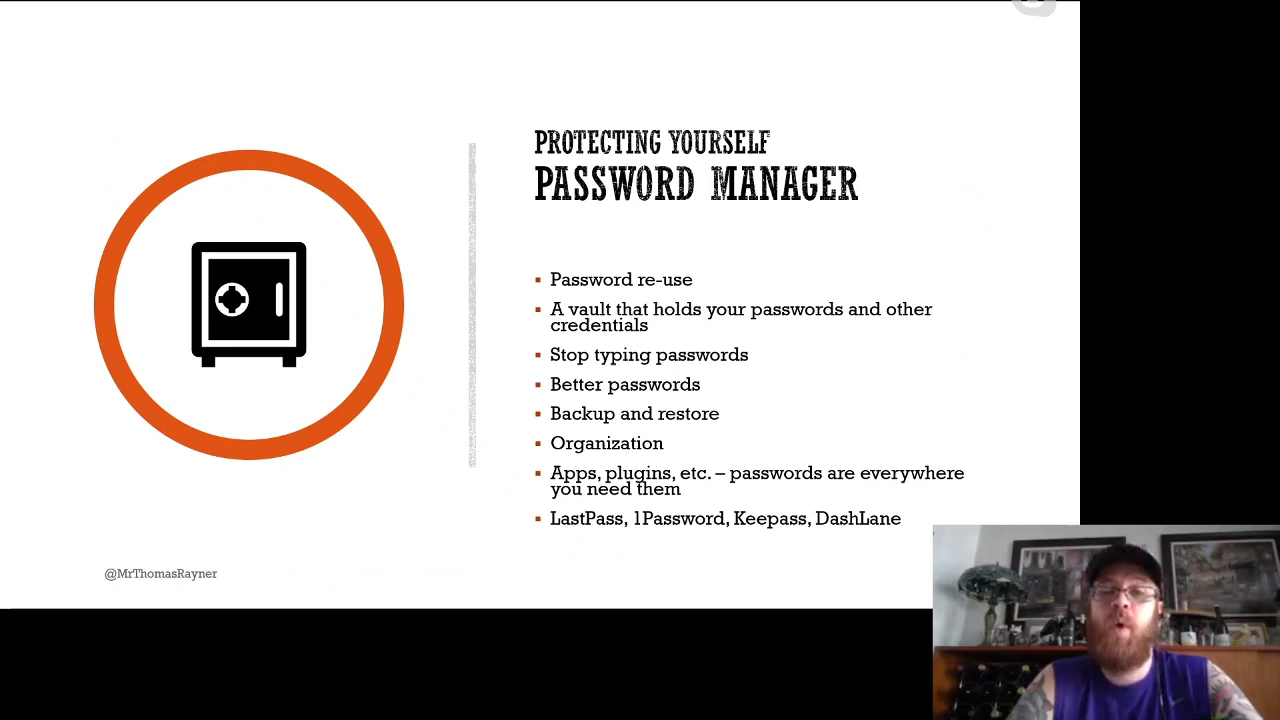 PROTECTING YOURSELF
PASSWORD MANAGER
Password re-use
A vault that holds your passwords and other
credentials
Stop typing passwords
Better passwords
Backup and restore
Organization
Apps, plugins, etc. – passwords are everywhere
you need them
LastPass, 1Password, Keepass, DashLane
@MrThomasRayner